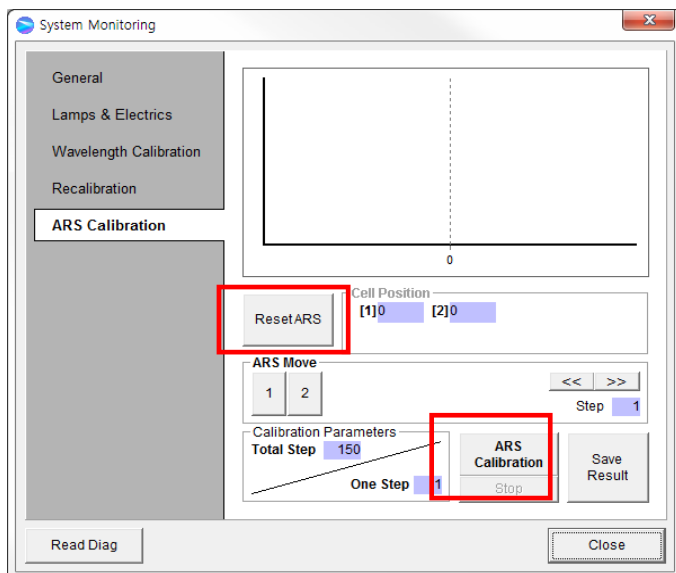 System Monitoring
General
Lamps & Electrics
Wavelength Calibration
Recalibration
ARS Calibration
0
Reset ARS
Cell Position
[1] 0 [2] 0
ARS Move
1 2
<< >>
Step 1
Calibration Parameters
Total Step 150
One Step 1
ARS
Calibration
Stop
Save
Result
Read Diag
Close